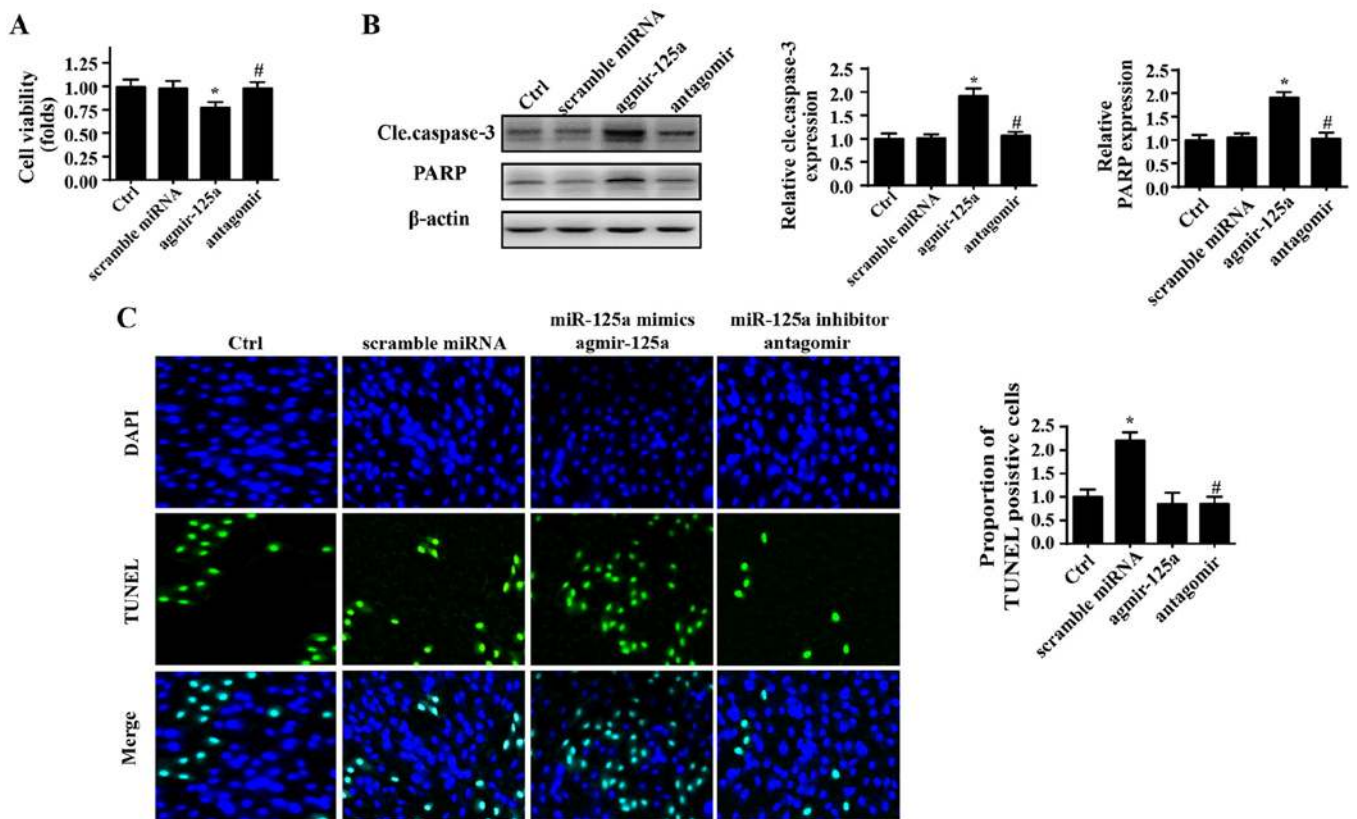 A
Cell viability
(folds)
1.25
1.00
0.75
0.50
0.25
0.00
*
#
Ctrl
scramble miRNA
agmir-125a
antagomir
B
Ctrl
scramble miRNA
agmir-125a
antagomir
Cle.caspase-3
PARP
β-actin
Relative cle.caspase-3
expression
2.5
2.0
1.5
1.0
0.5
0.0
*
#
Ctrl
scramble miRNA
agmir-125a
antagomir
Relative
PARP expression
2.5
2.0
1.5
1.0
0.5
0.0
*
#
Ctrl
scramble miRNA
agmir-125a
antagomir
C
Ctrl
scramble miRNA
miR-125a mimics
agmir-125a
miR-125a inhibitor
antagomir
DAPI
TUNEL
Merge
Proportion of
TUNEL posistive cells
2.5
2.0
1.5
1.0
0.5
0.0
*
#
Ctrl
scramble miRNA
agmir-125a
antagomir